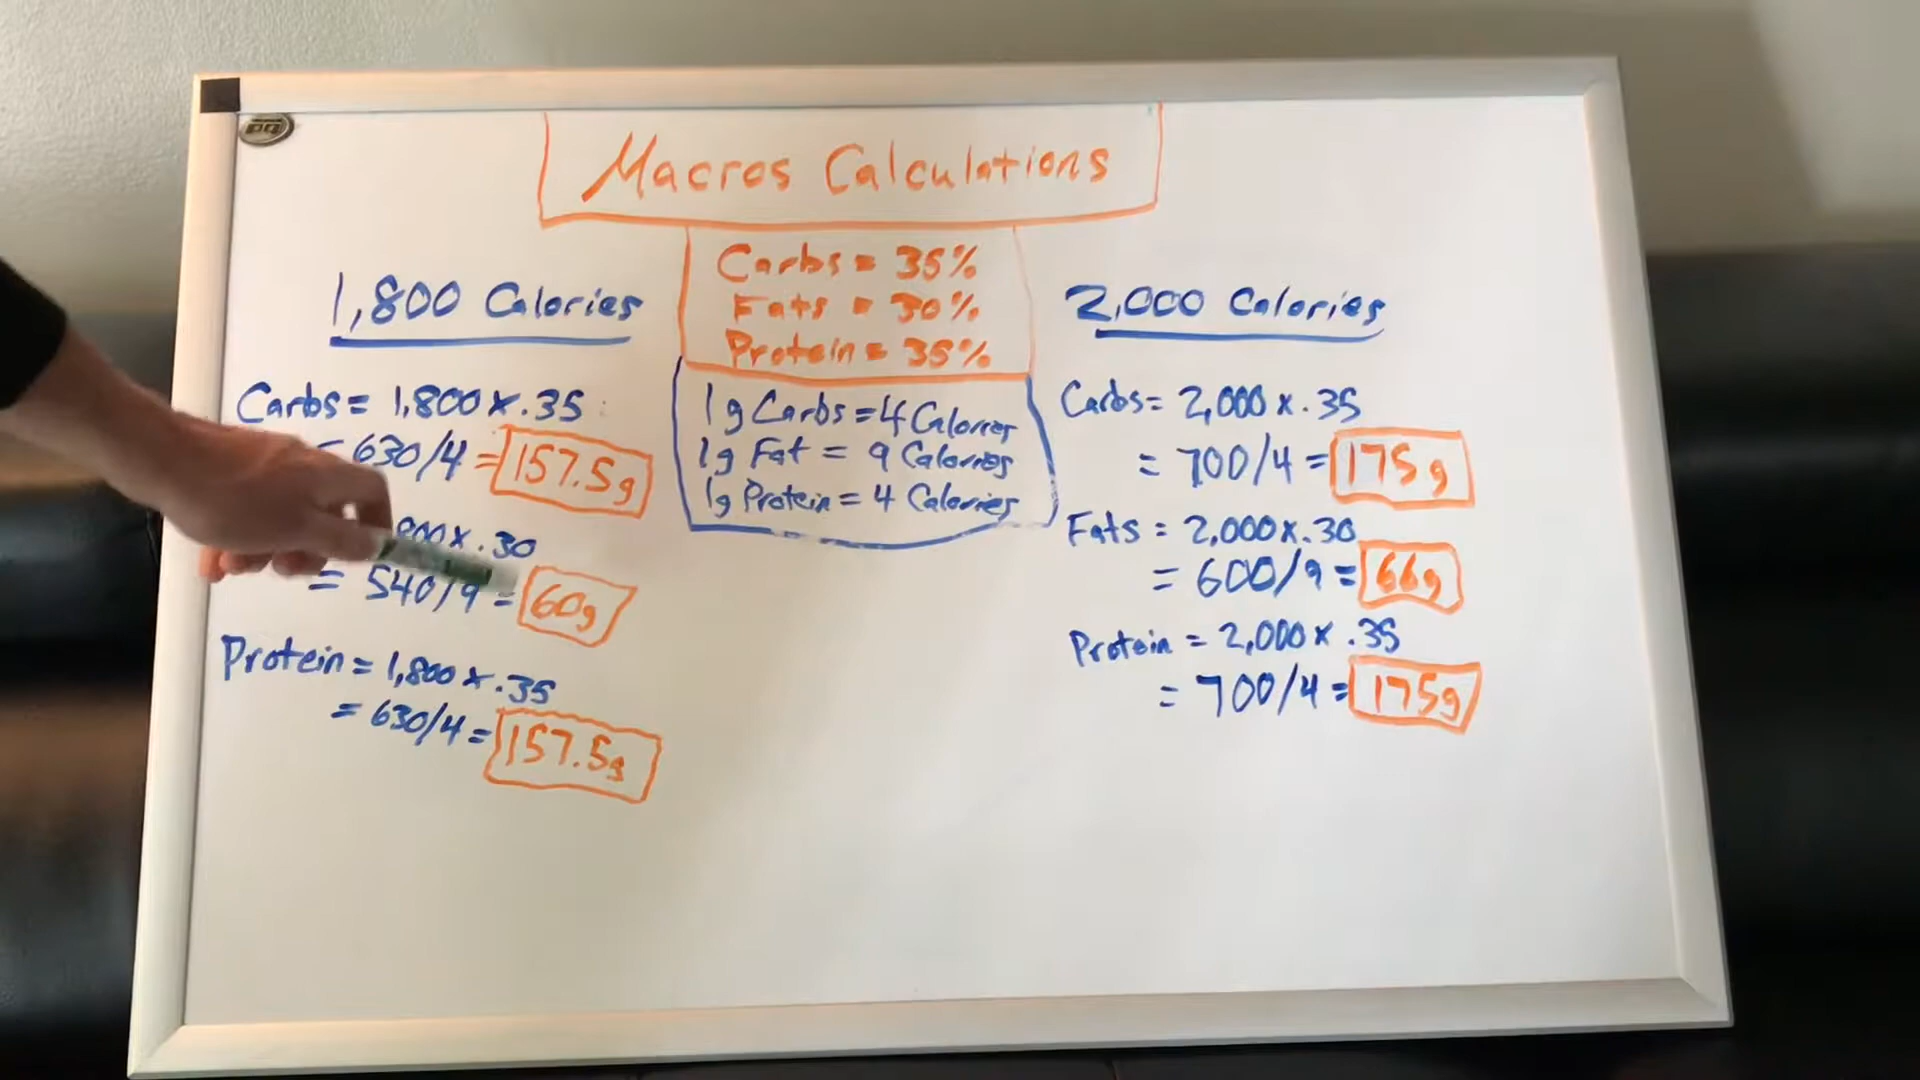 Macros Calculations
Carbs = 35%
Fats = 30%
Protein = 35%
1g Carbs = 4 Calories
1g Fat = 9 Calories
1g Protein = 4 Calories
1,800 Calories
Carbs = 1,800 x .35
= 630/4 = 157.5g
800 x .30
= 540/9 = 60g
Protein = 1,800 x .35
= 630/4 = 157.5g
2,000 Calories
Carbs = 2,000 x .35
= 700/4 = 175g
Fats = 2,000 x .30
= 600/9 = 66g
Protein = 2,000 x .35
= 700/4 = 175g